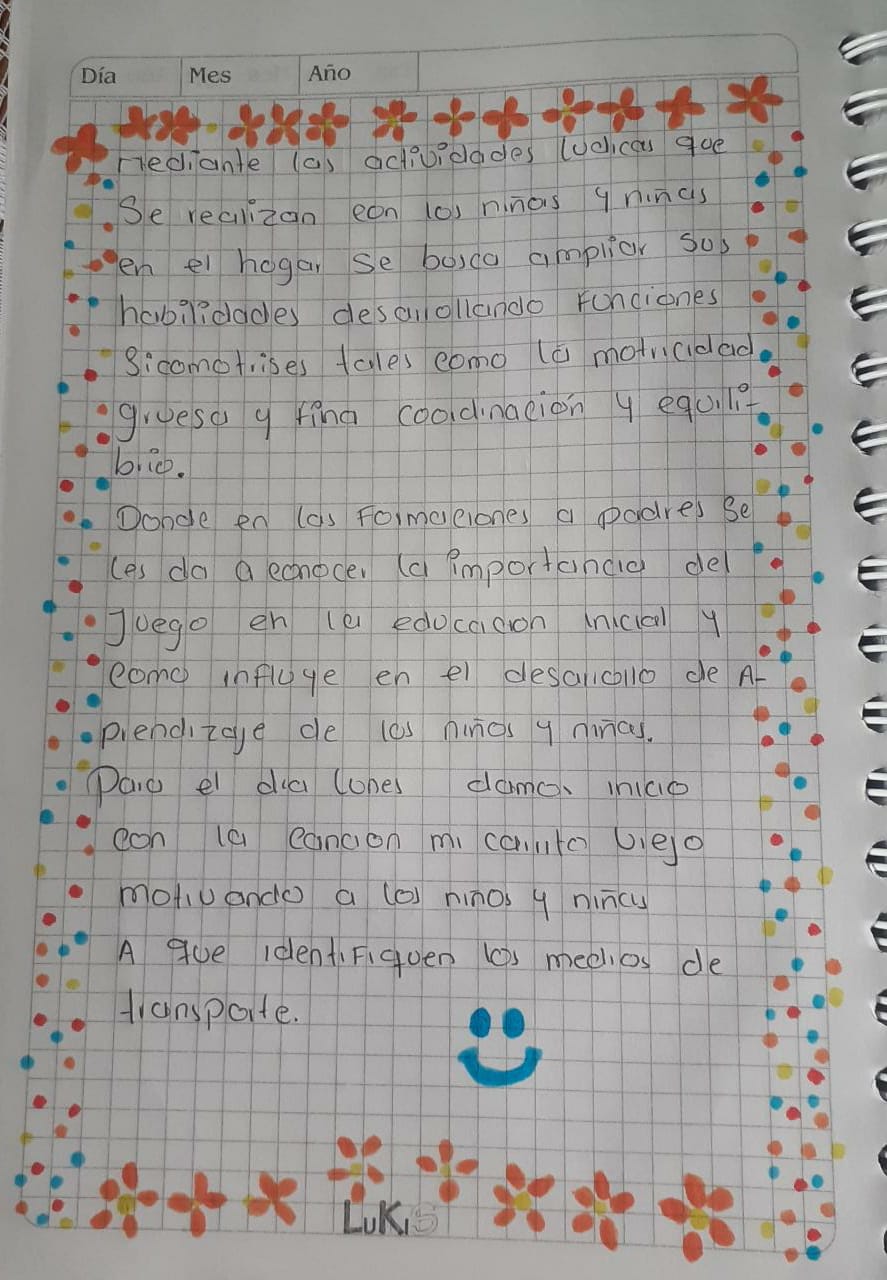 Día Mes Año
Mediante las actividades ludicas que
Se realizan con los niños y niñas
en el hogar se busca ampliar sus
habilidades desarrollando Funciones
Sicomotrises tales como la motricidad
gruesa y fina coordinación y equili-
brio.
Donde en las Formaciones a padres se
les da a conocer la importancia del
Juego en la educacion inicial y
como influye en el desarrollo de A-
prendizaye de los niños y niñas.
Para el dia lunes damos inicio
con la cancion mi carrito viejo
motivando a los niños y niñas
A que identiFiquen los medios de
transporte.
LuKis